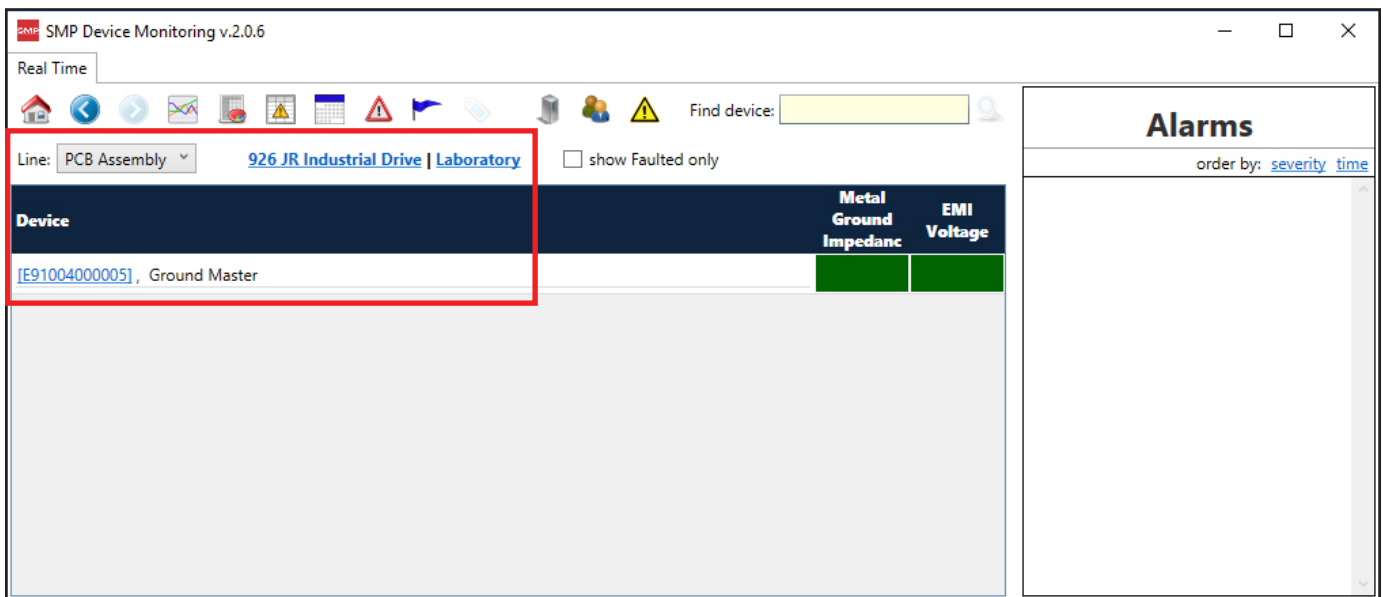 SMP SMP Device Monitoring v.2.0.6
Real Time
Find device:
Line: PCB Assembly 926 JR Industrial Drive | Laboratory show Faulted only
Device
Metal
Ground
Impedanc
EMI
Voltage
[E91004000005] , Ground Master
Alarms
order by: severity time